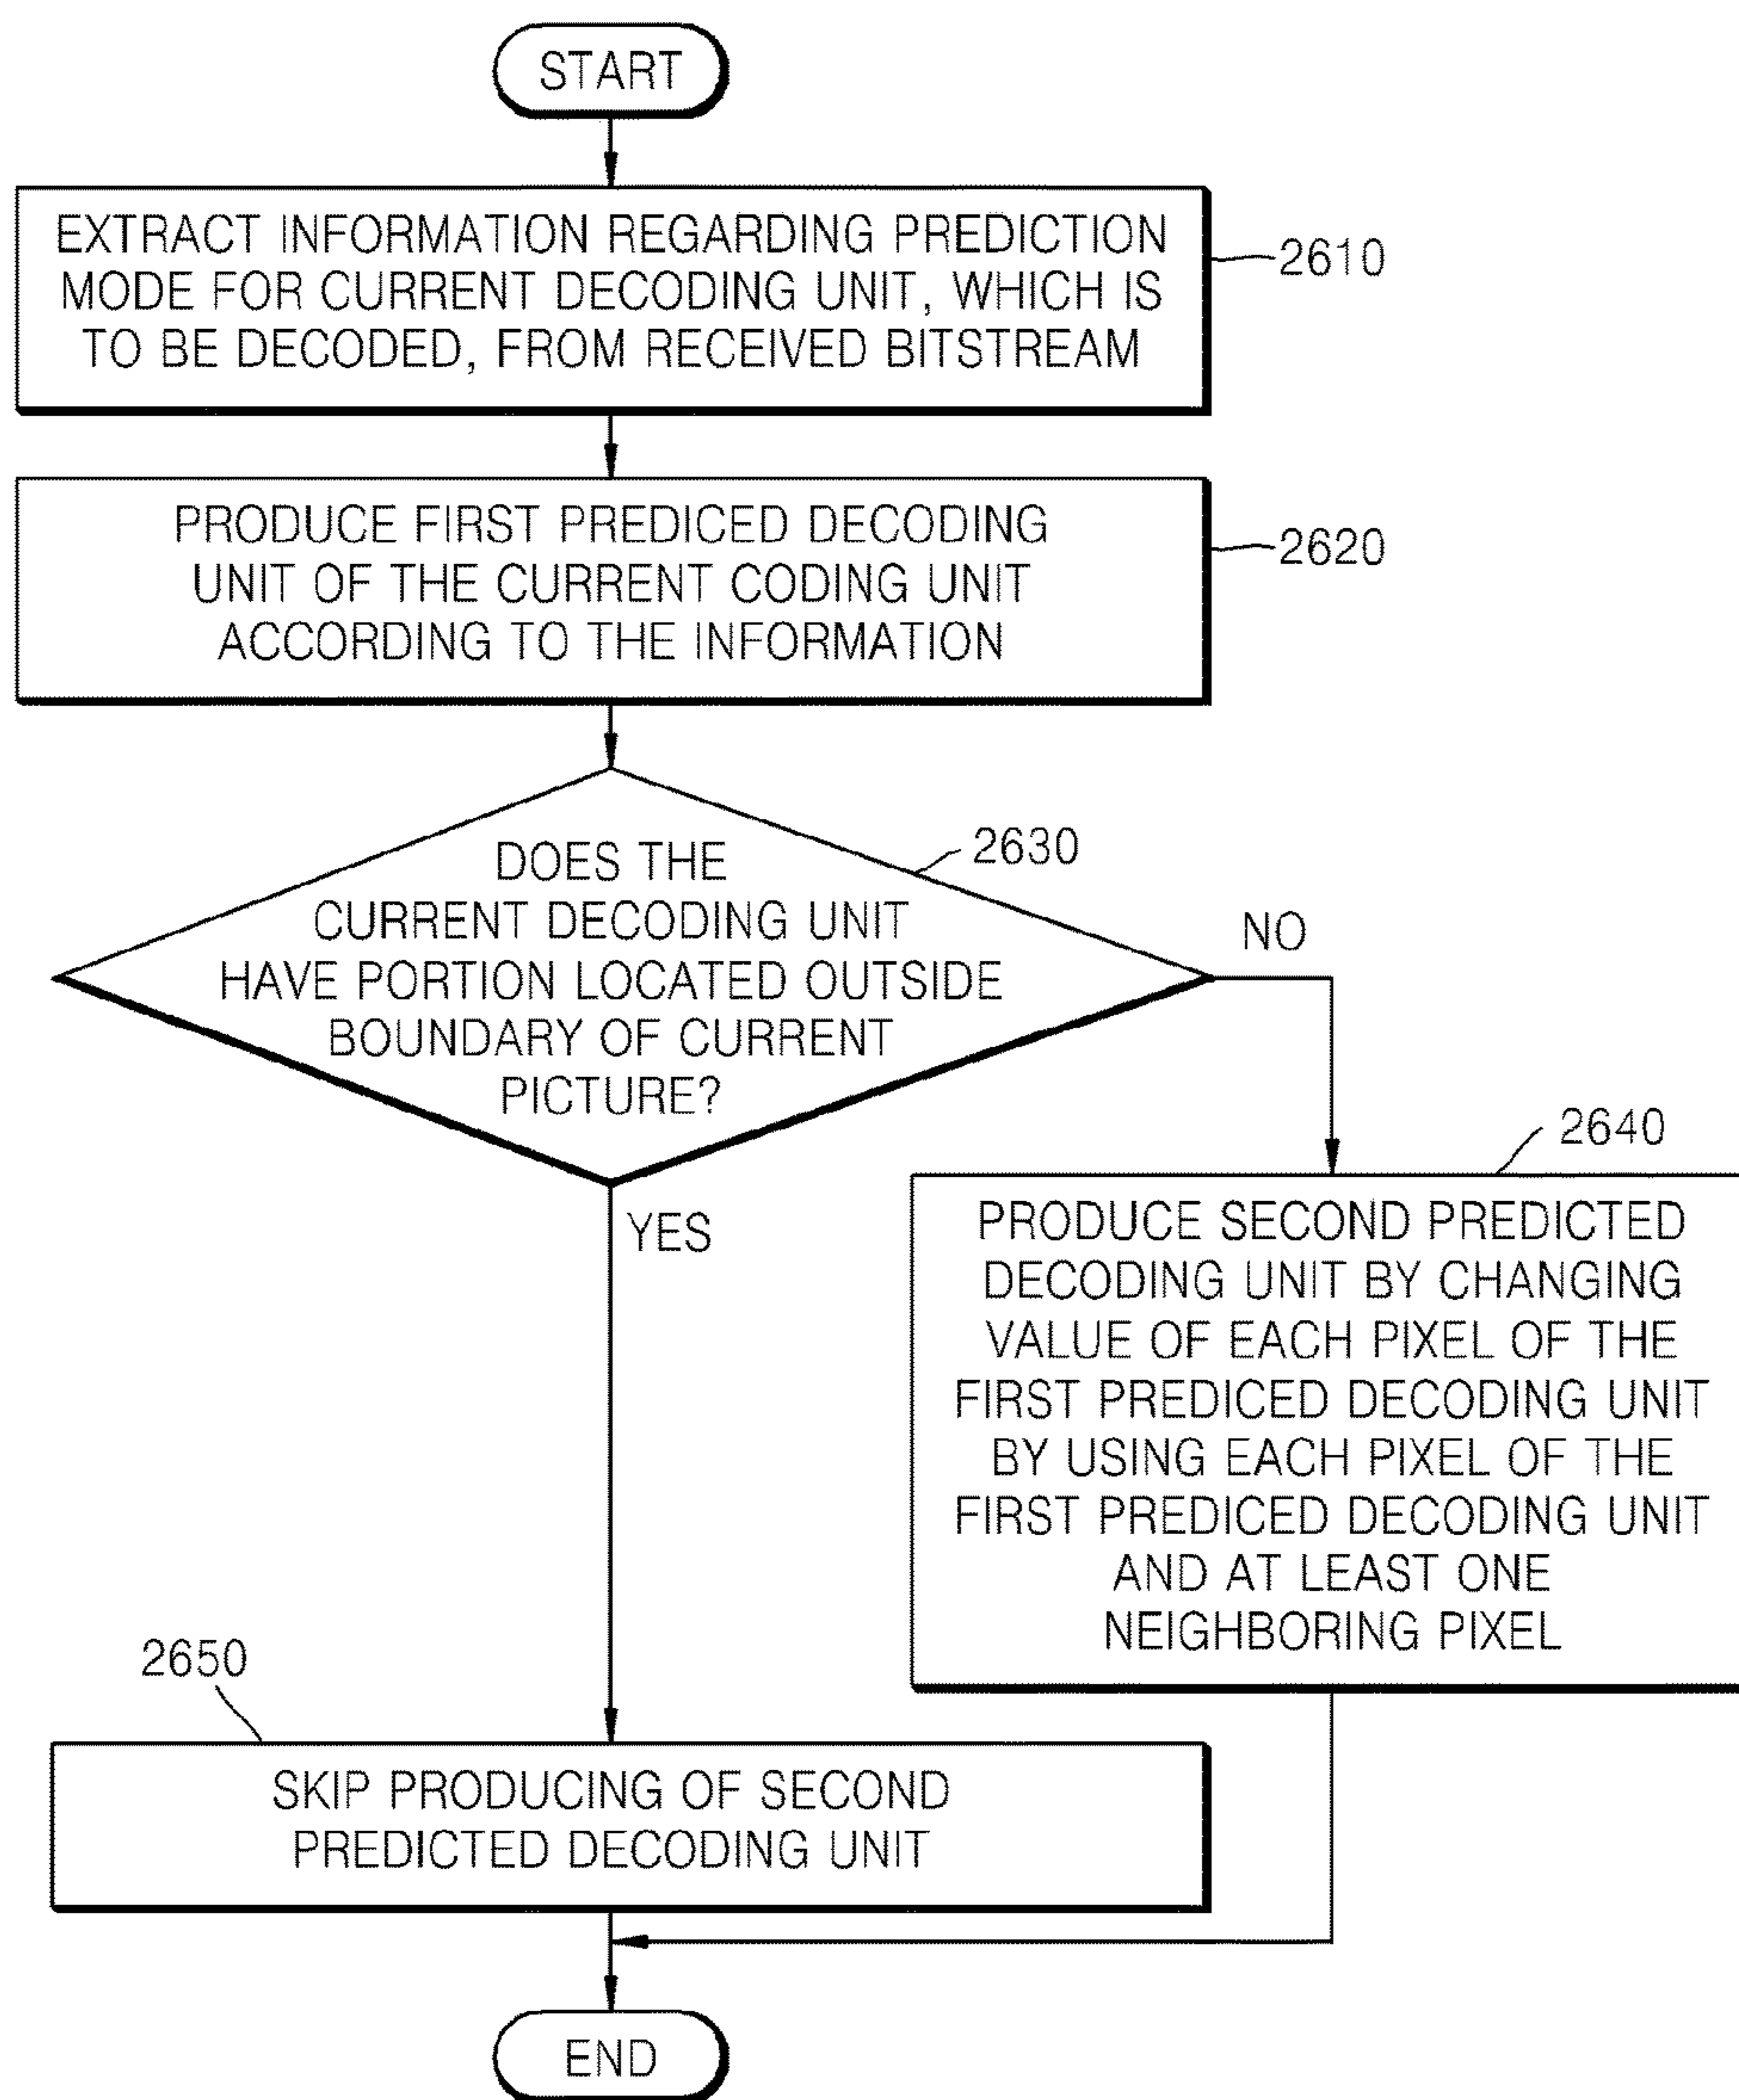 START
EXTRACT INFORMATION REGARDING PREDICTION
MODE FOR CURRENT DECODING UNIT, WHICH IS
TO BE DECODED, FROM RECEIVED BITSTREAM
2610
PRODUCE FIRST PREDICED DECODING
UNIT OF THE CURRENT CODING UNIT
ACCORDING TO THE INFORMATION
2620
DOES THE
CURRENT DECODING UNIT
HAVE PORTION LOCATED OUTSIDE
BOUNDARY OF CURRENT
PICTURE?
2630
NO
YES
2640
PRODUCE SECOND PREDICTED
DECODING UNIT BY CHANGING
VALUE OF EACH PIXEL OF THE
FIRST PREDICED DECODING UNIT
BY USING EACH PIXEL OF THE
FIRST PREDICED DECODING UNIT
AND AT LEAST ONE
NEIGHBORING PIXEL
2650
SKIP PRODUCING OF SECOND
PREDICTED DECODING UNIT
END